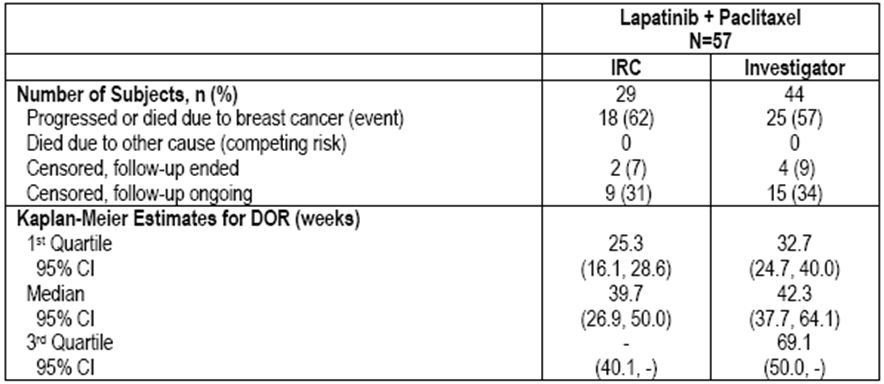 Lapatinib + Paclitaxel
N=57
IRC Investigator
Number of Subjects, n (%) 29 44
Progressed or died due to breast cancer (event) 18 (62) 25 (57)
Died due to other cause (competing risk) 0 0
Censored, follow-up ended 2 (7) 4 (9)
Censored, follow-up ongoing 9 (31) 15 (34)
Kaplan-Meier Estimates for DOR (weeks)
1st Quartile 25.3 32.7
95% CI (16.1, 28.6) (24.7, 40.0)
Median 39.7 42.3
95% CI (26.9, 50.0) (37.7, 64.1)
3rd Quartile - 69.1
95% CI (40.1, -) (50.0, -)